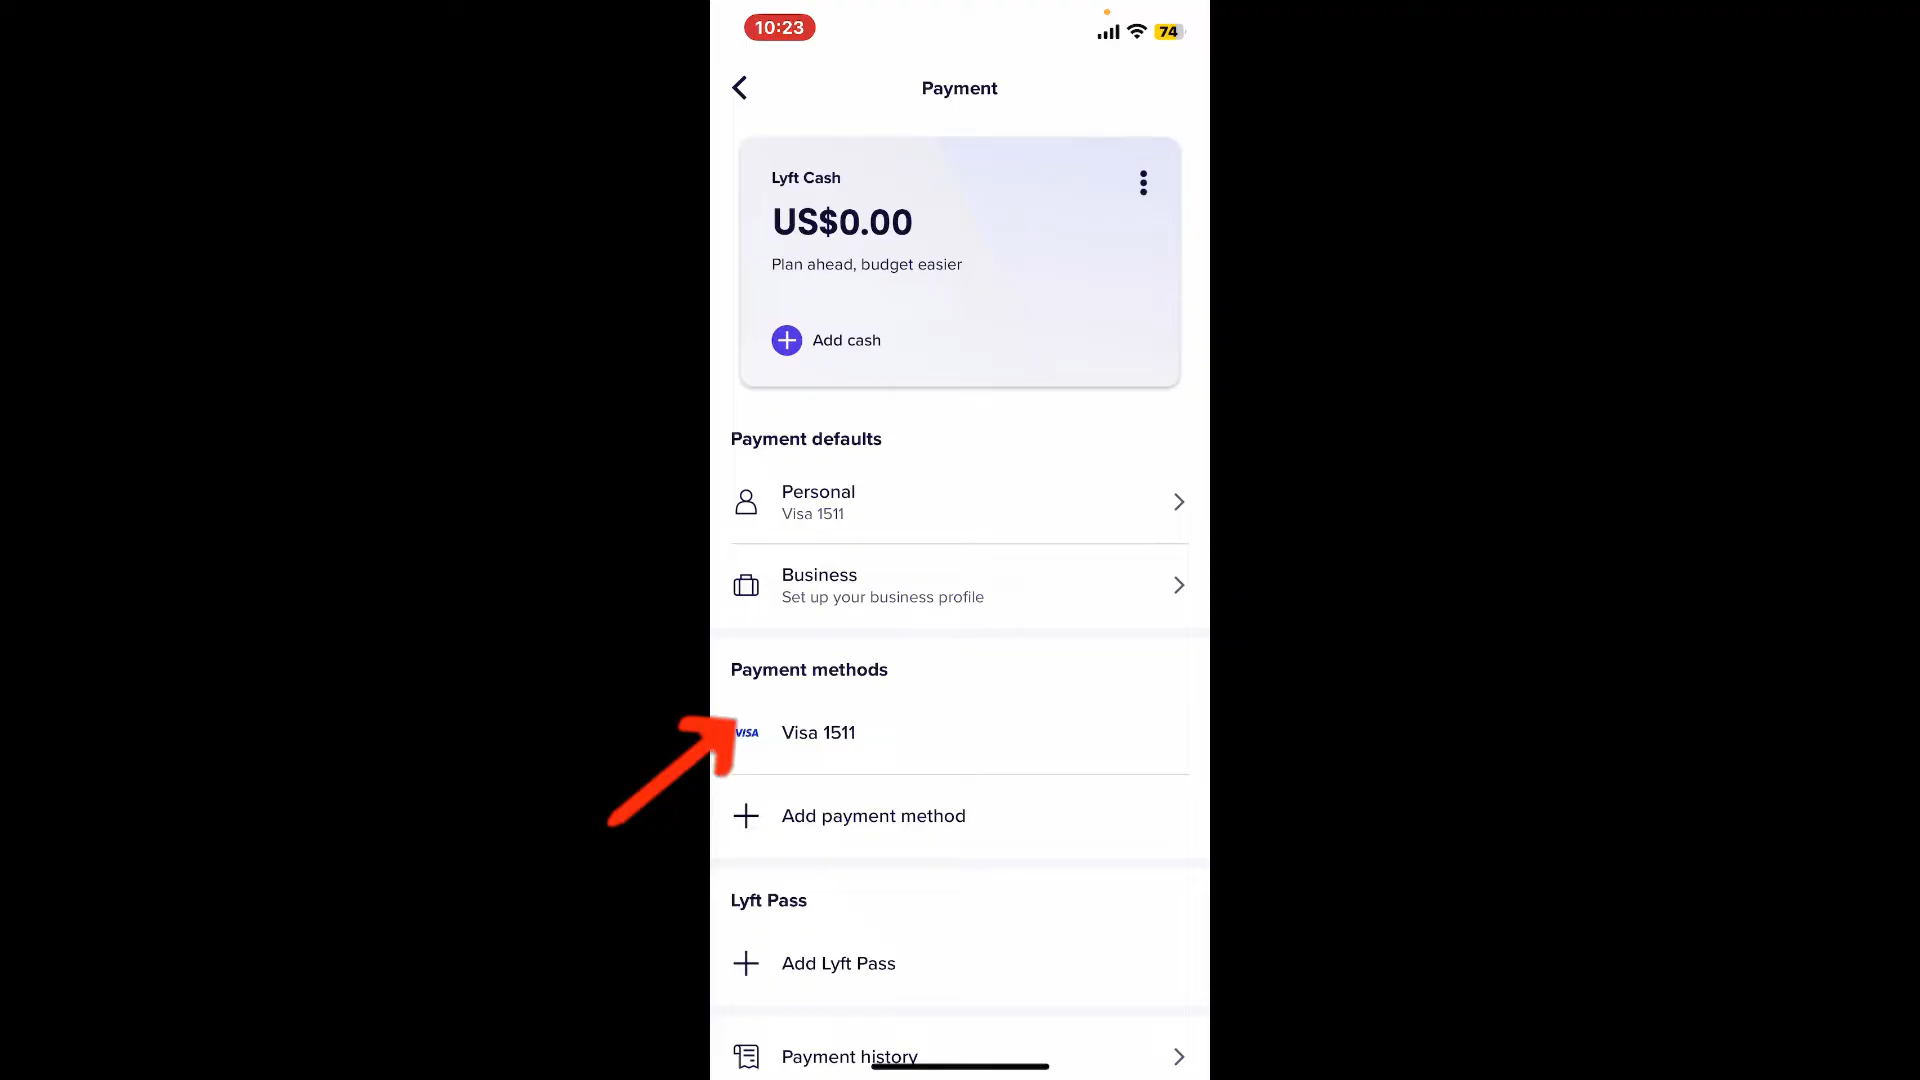 10:23
74
Payment
Lyft Cash
US$0.00
Plan ahead, budget easier
Add cash
Payment defaults
Personal
Visa 1511
Business
Set up your business profile
Payment methods
VISA Visa 1511
Add payment method
Lyft Pass
Add Lyft Pass
Payment history